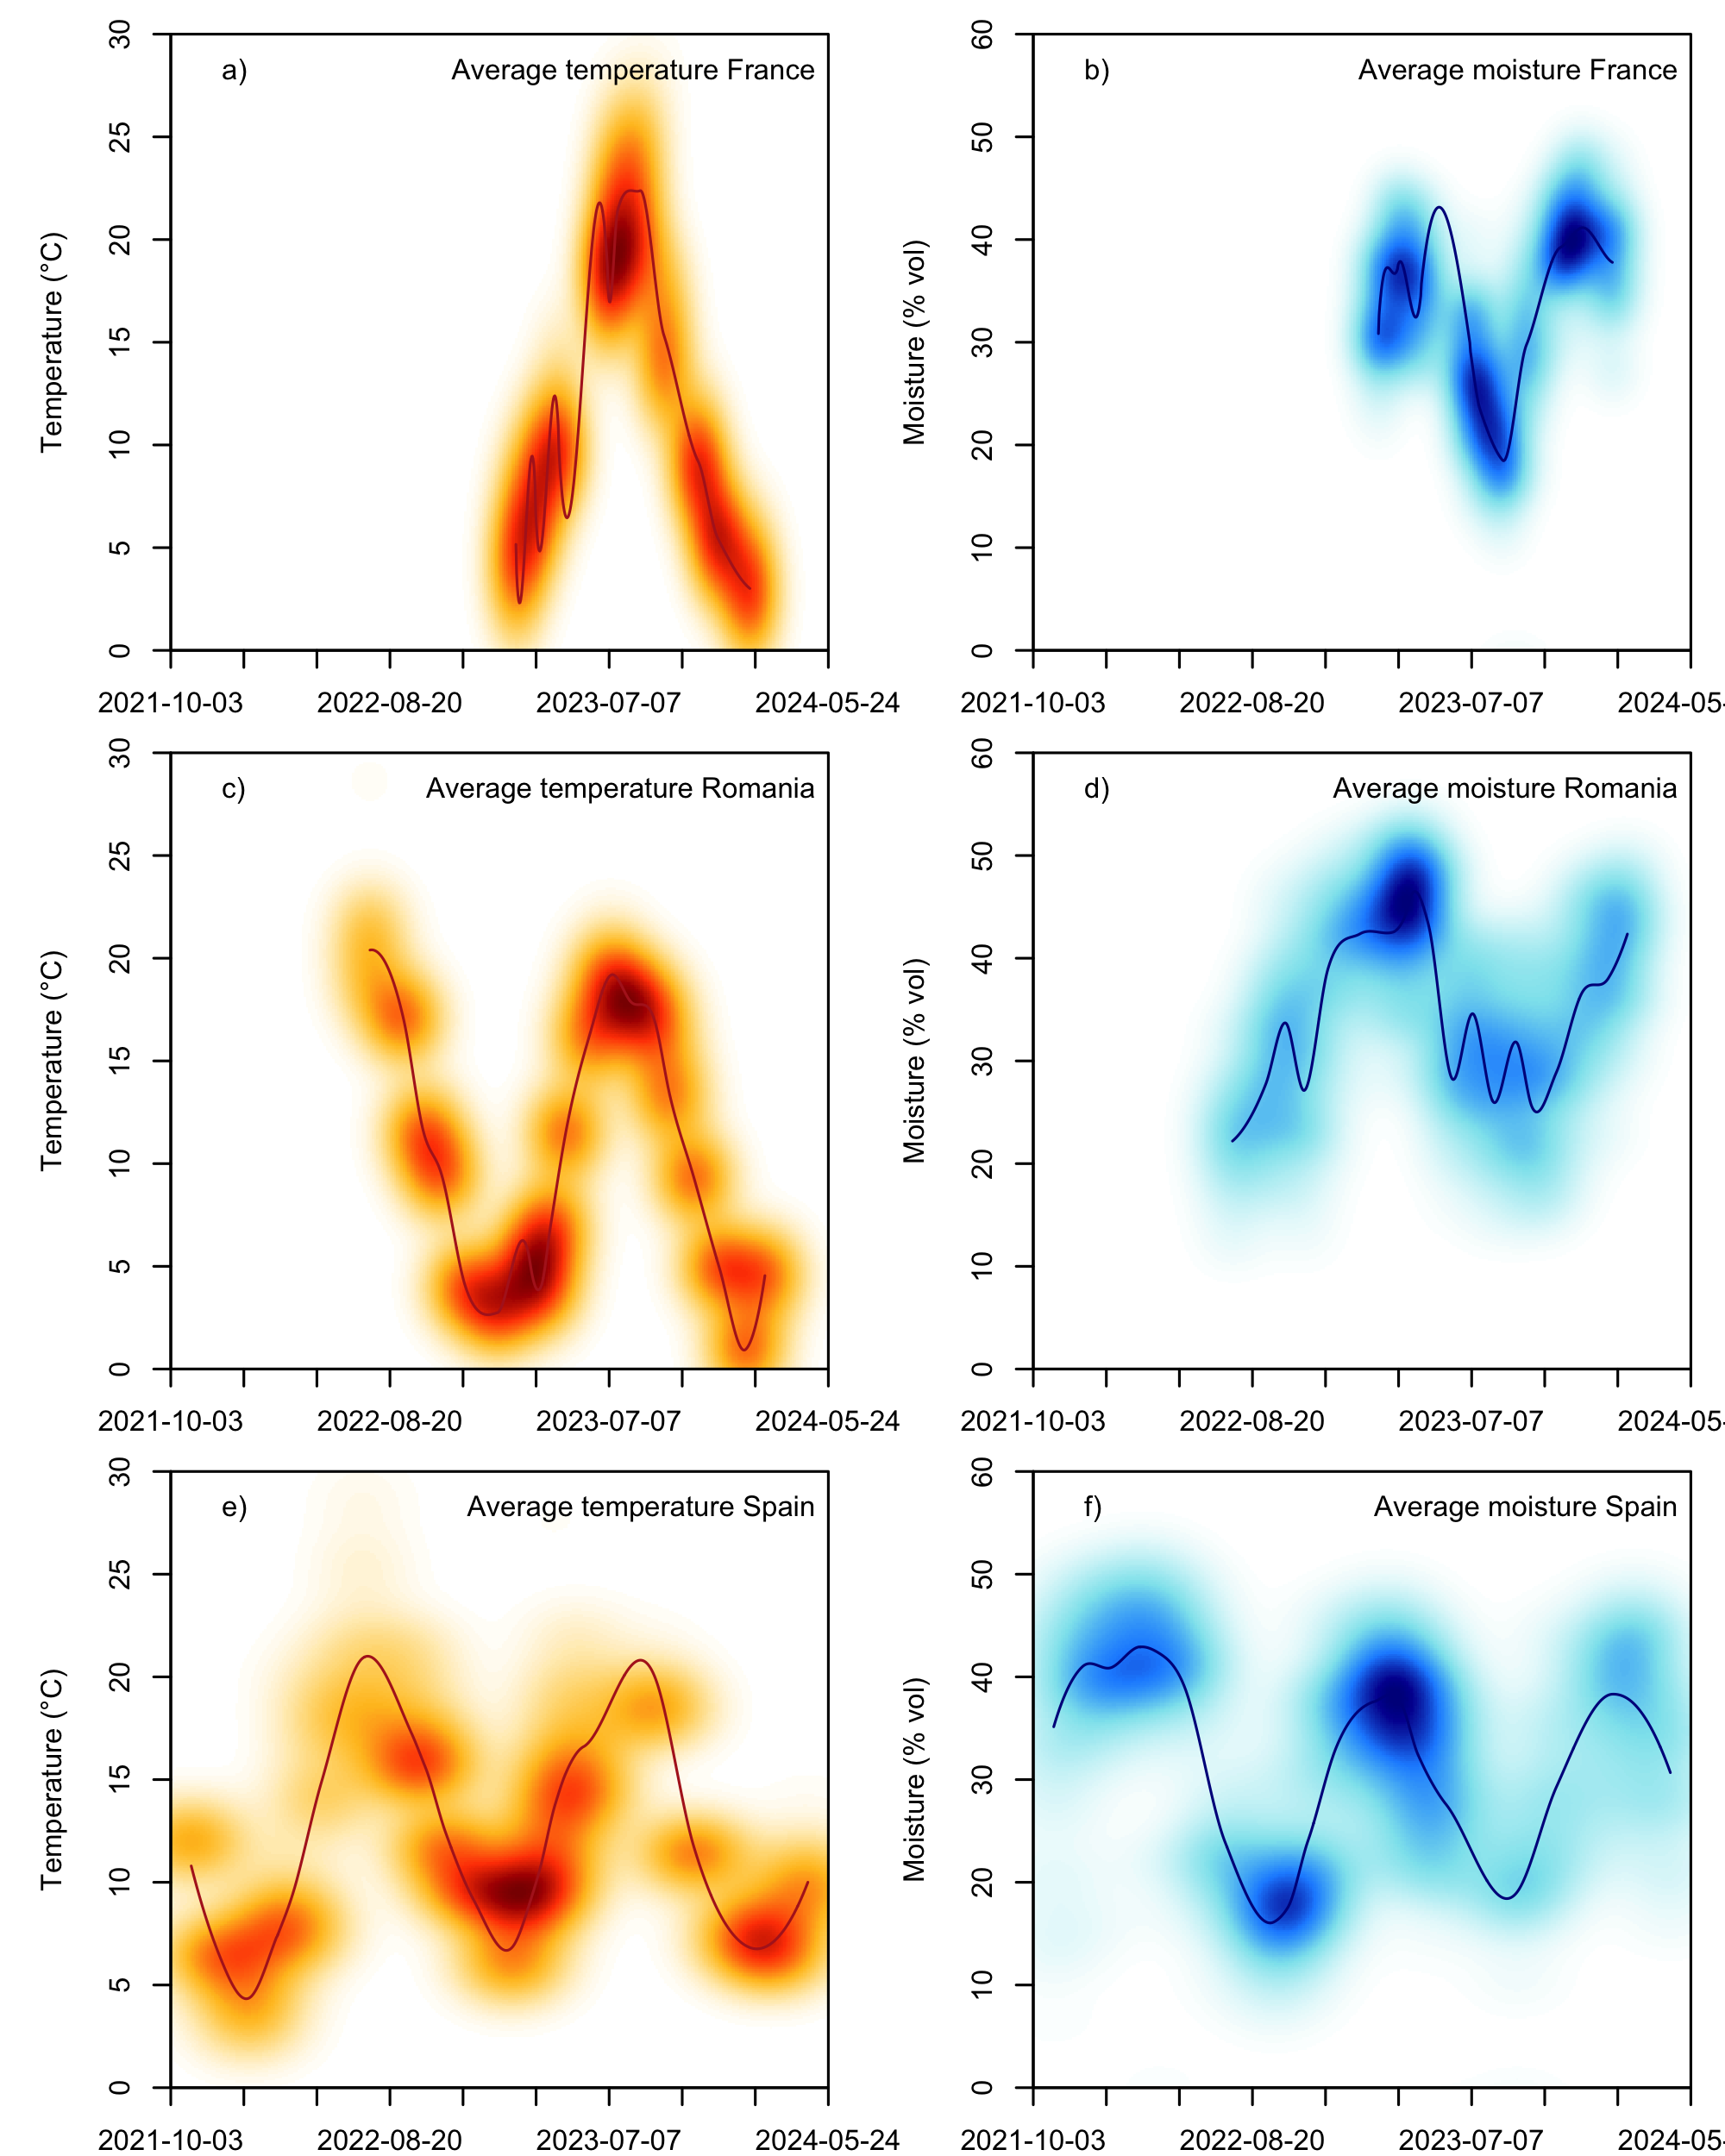 a) Average temperature France
Temperature (°C)
0 5 10 15 20 25 30
2021-10-03 2022-08-20 2023-07-07 2024-05-24
b) Average moisture France
Moisture (% vol)
0 10 20 30 40 50 60
2021-10-03 2022-08-20 2023-07-07 2024-05-
c) Average temperature Romania
Temperature (°C)
0 5 10 15 20 25 30
2021-10-03 2022-08-20 2023-07-07 2024-05-24
d) Average moisture Romania
Moisture (% vol)
0 10 20 30 40 50 60
2021-10-03 2022-08-20 2023-07-07 2024-05-
e) Average temperature Spain
Temperature (°C)
0 5 10 15 20 25 30
2021-10-03 2022-08-20 2023-07-07 2024-05-24
f) Average moisture Spain
Moisture (% vol)
0 10 20 30 40 50 60
2021-10-03 2022-08-20 2023-07-07 2024-05-